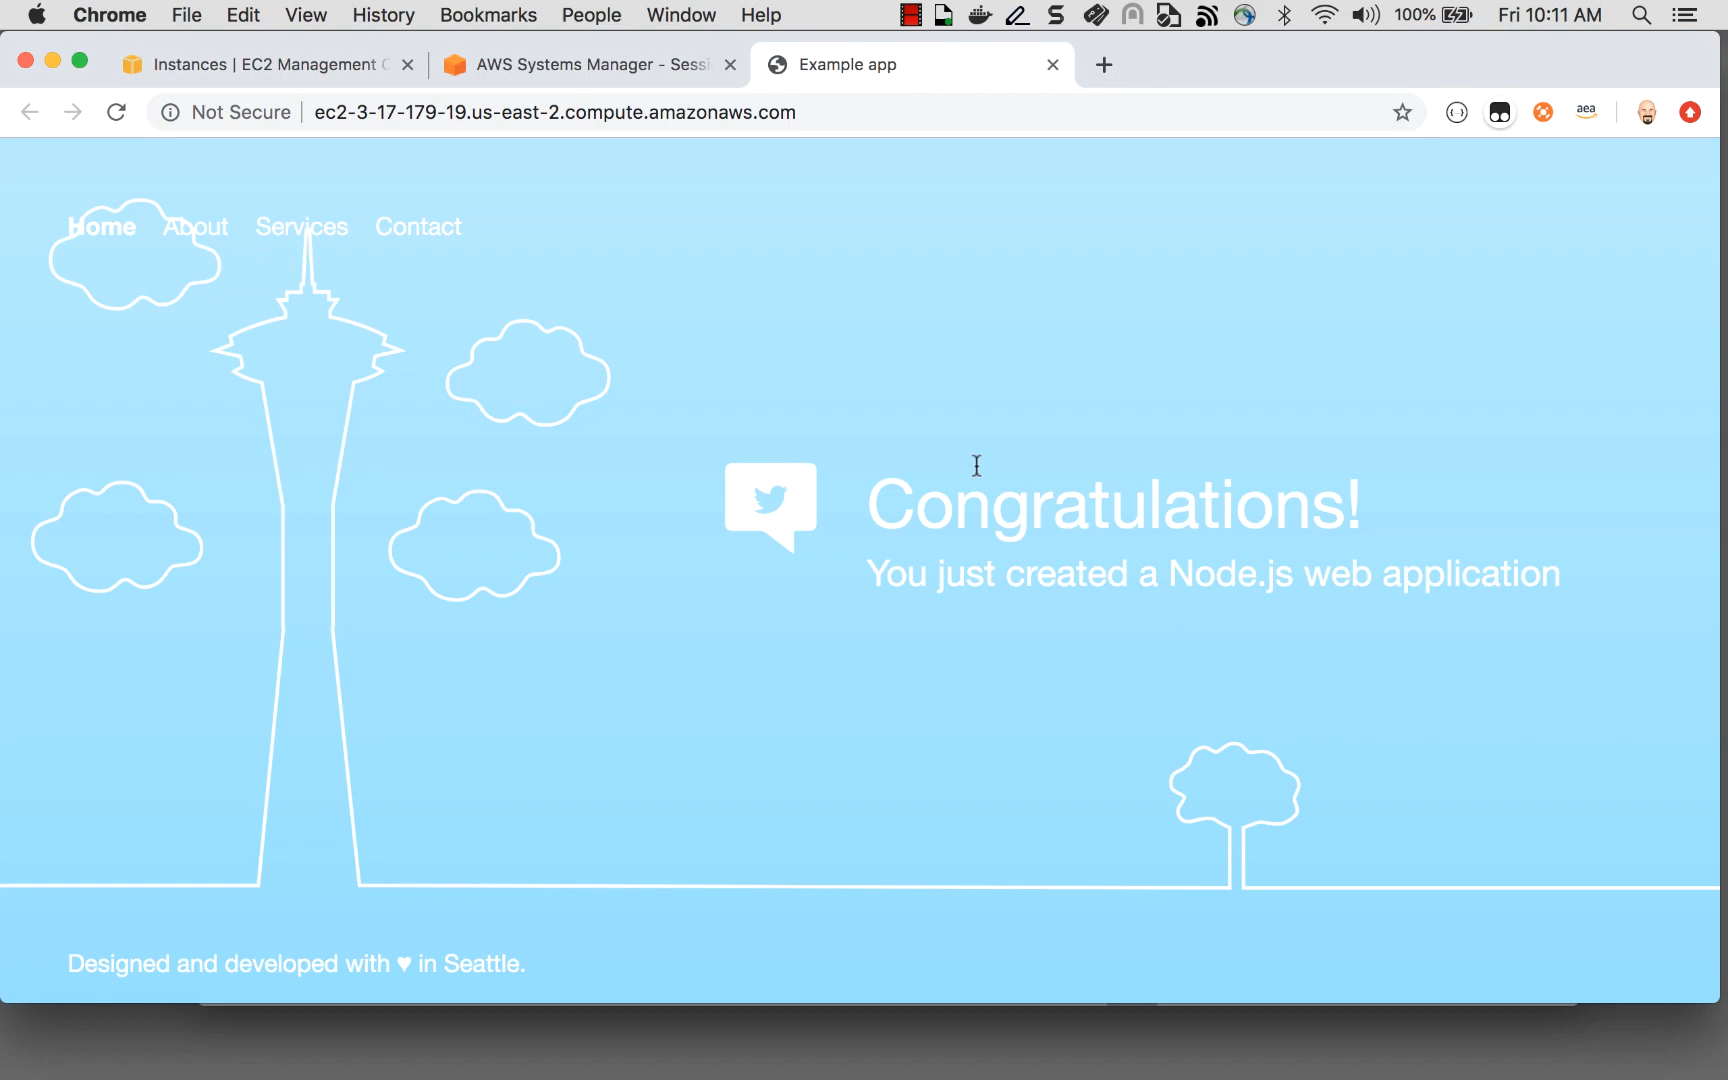 Chrome File Edit View History Bookmarks People Window Help 100% Fri 10:11 AM
Instances | EC2 Management C AWS Systems Manager - Sessi Example app
Not Secure ec2-3-17-179-19.us-east-2.compute.amazonaws.com aea
Home About Services Contact
Congratulations!
You just created a Node.js web application
Designed and developed with ♥ in Seattle.